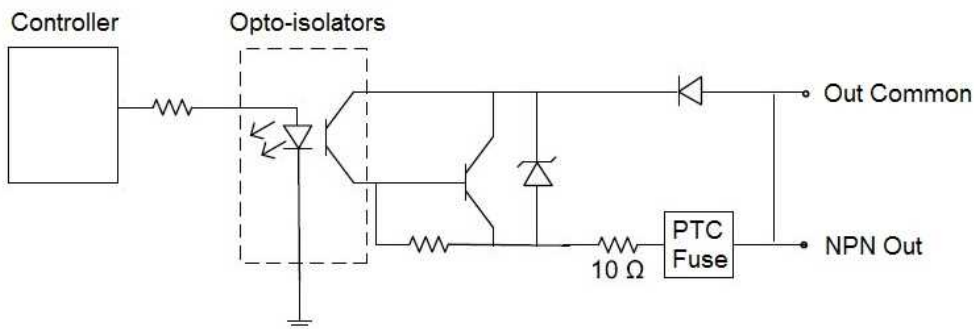 Controller
Opto-isolators
Out Common
PTC
Fuse
NPN Out
10 Ω